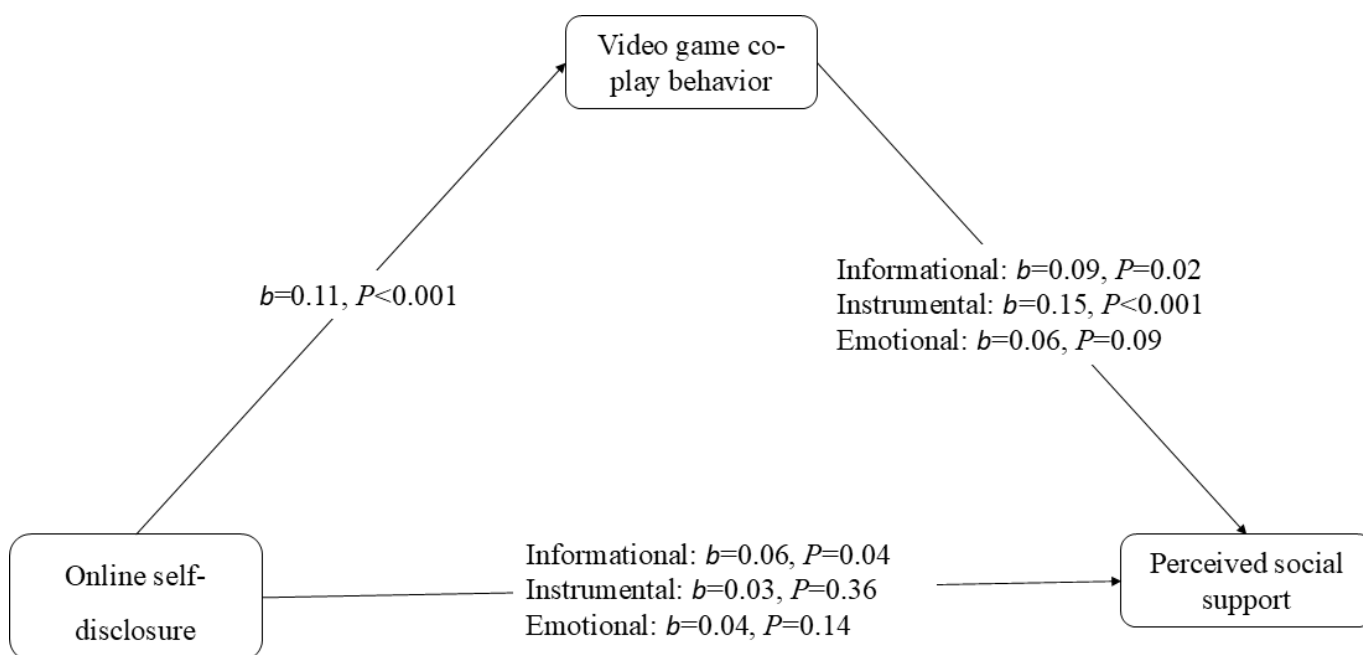 Video game co-
play behavior
b=0.11, P<0.001
Informational: b=0.09, P=0.02
Instrumental: b=0.15, P<0.001
Emotional: b=0.06, P=0.09
Online self-
disclosure
Informational: b=0.06, P=0.04
Instrumental: b=0.03, P=0.36
Emotional: b=0.04, P=0.14
Perceived social
support